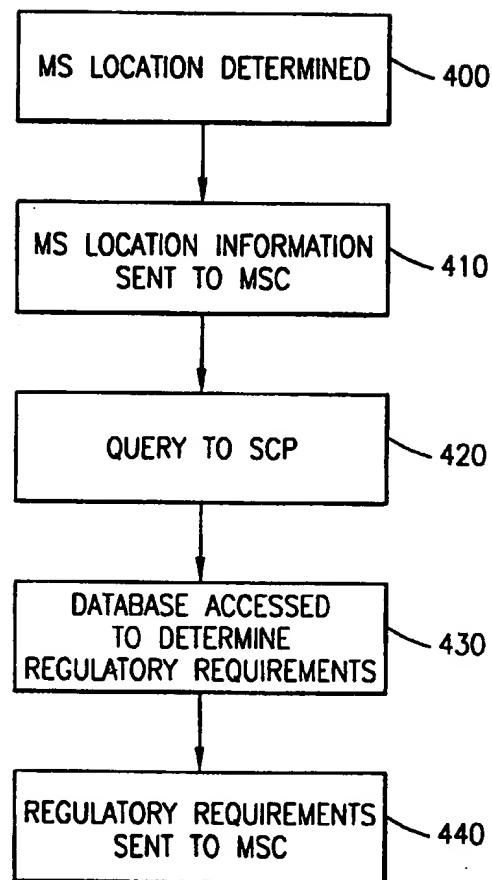 MS LOCATION DETERMINED
400
MS LOCATION INFORMATION
SENT TO MSC
410
QUERY TO SCP
420
DATABASE ACCESSED
TO DETERMINE
REGULATORY REQUIREMENTS
430
REGULATORY REQUIREMENTS
SENT TO MSC
440